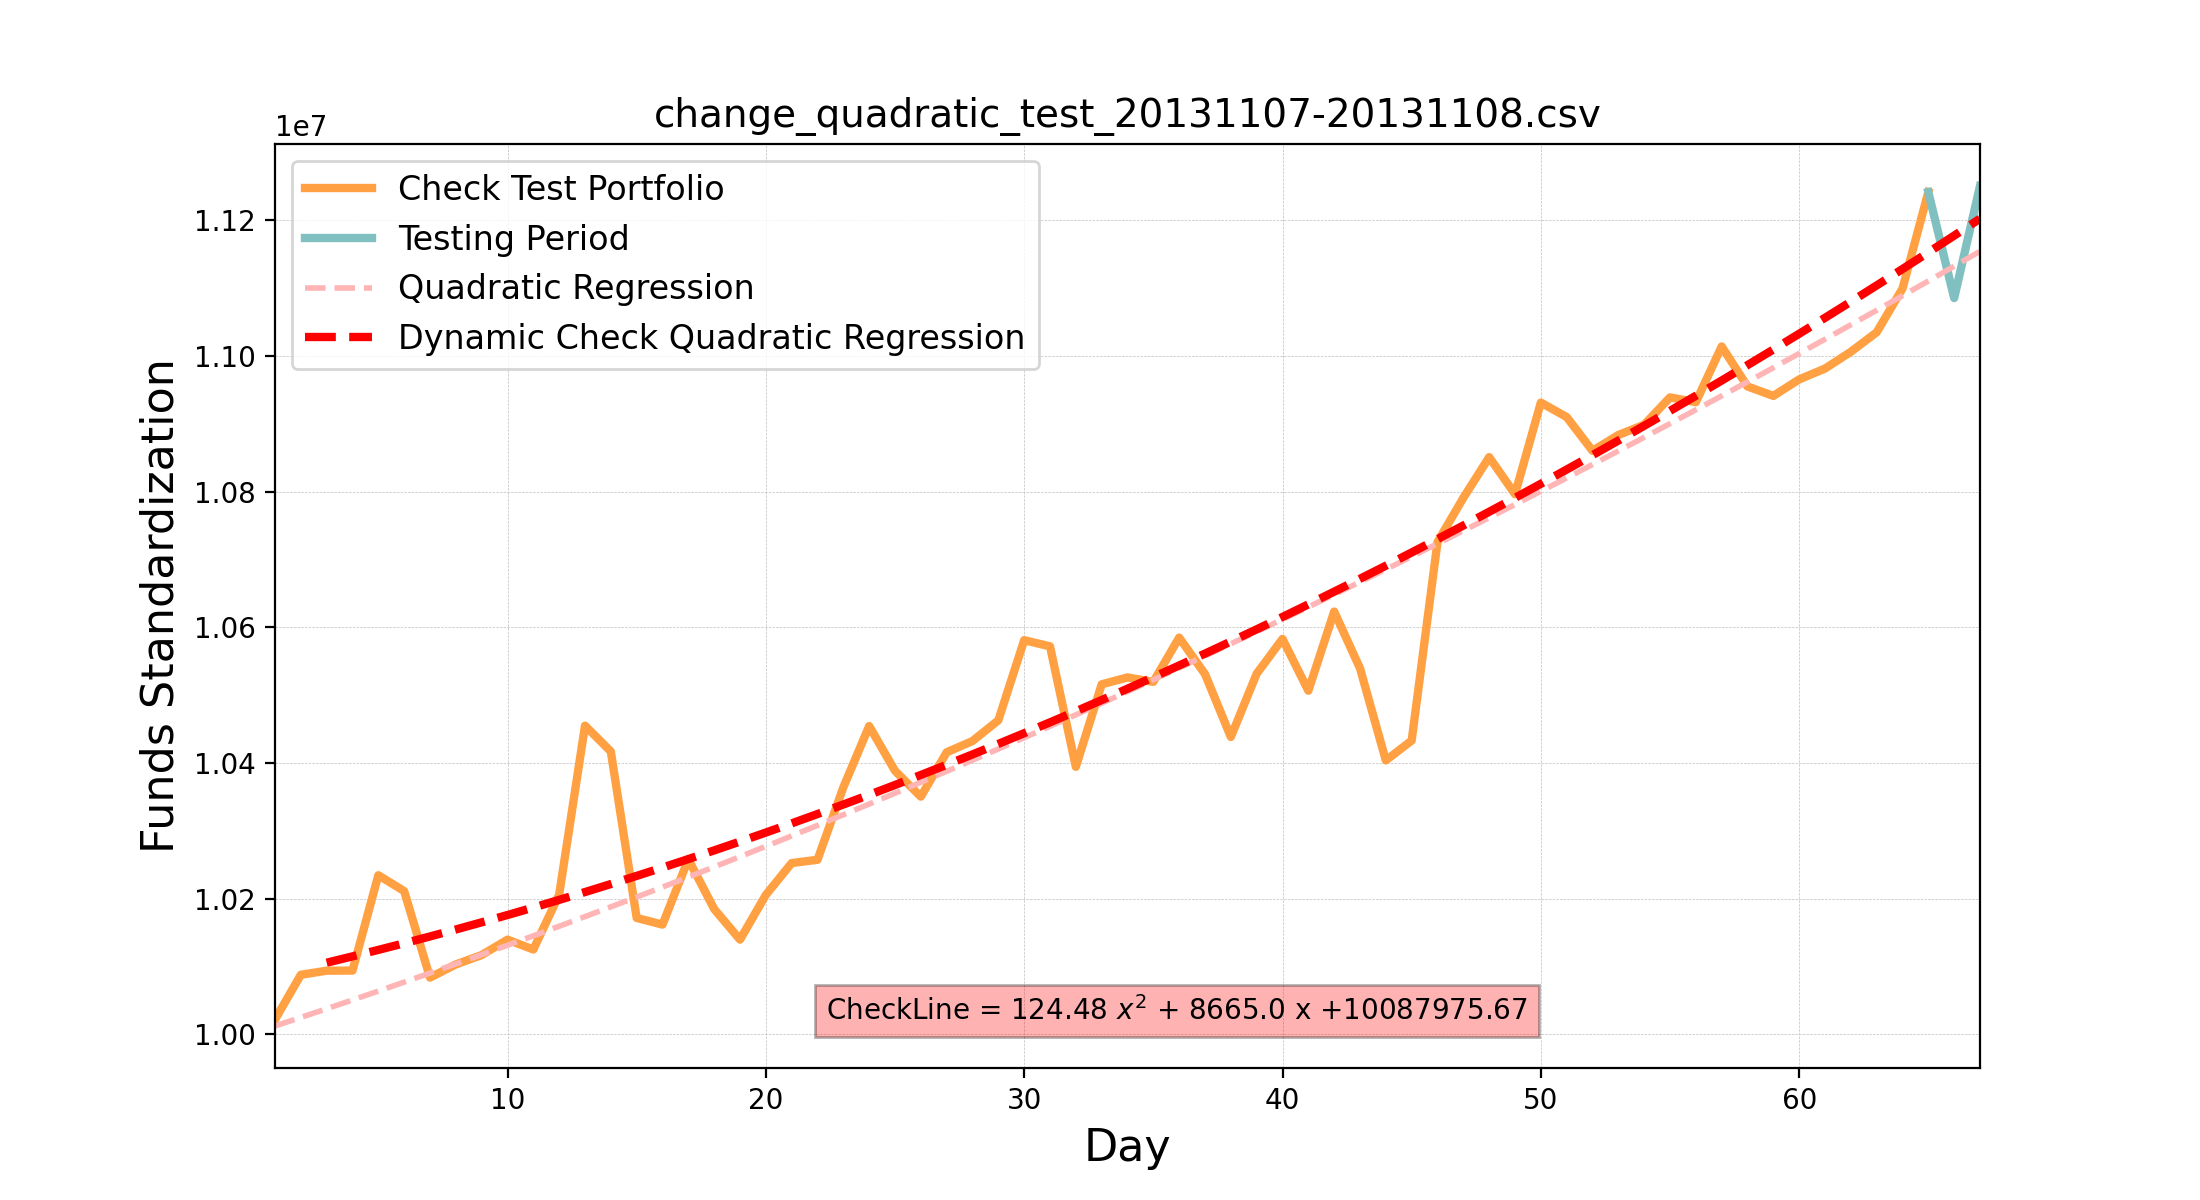 change_quadratic_test_20131107-20131108.csv
1e7
Check Test Portfolio
Testing Period
Quadratic Regression
Dynamic Check Quadratic Regression
1.12
1.10
1.08
1.06
1.04
1.02
1.00
Funds Standardization
CheckLine = 124.48 x² + 8665.0 x +10087975.67
10 20 30 40 50 60
Day